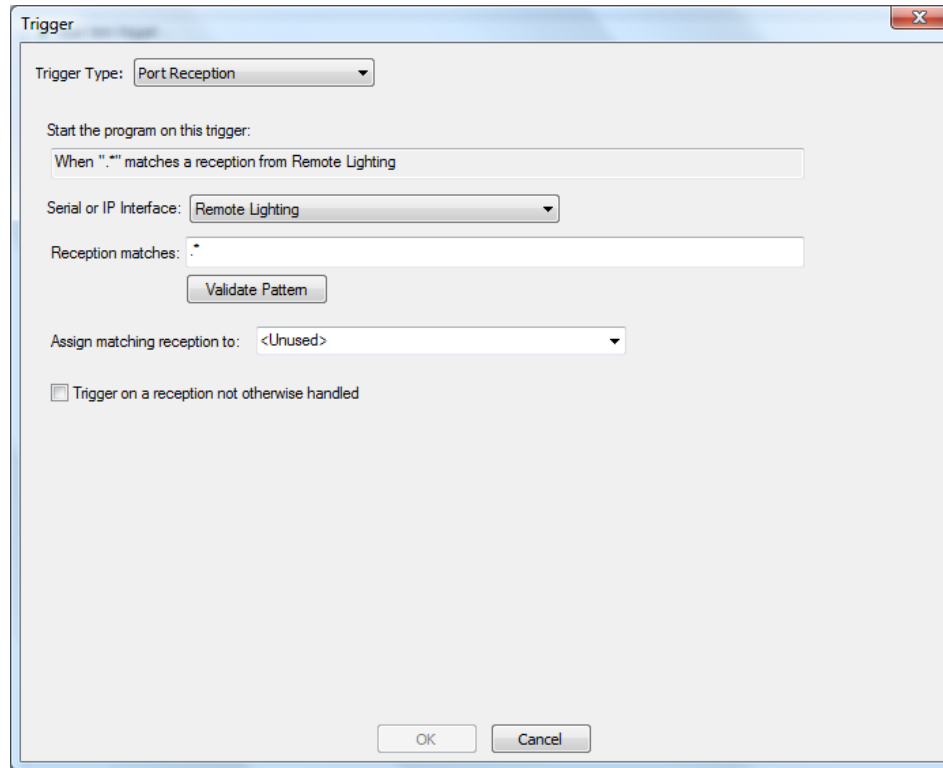 Trigger
Trigger Type: Port Reception
Start the program on this trigger:
When ".*" matches a reception from Remote Lighting
Serial or IP Interface: Remote Lighting
Reception matches: .*
Validate Pattern
Assign matching reception to: <Unused>
Trigger on a reception not otherwise handled
OK Cancel